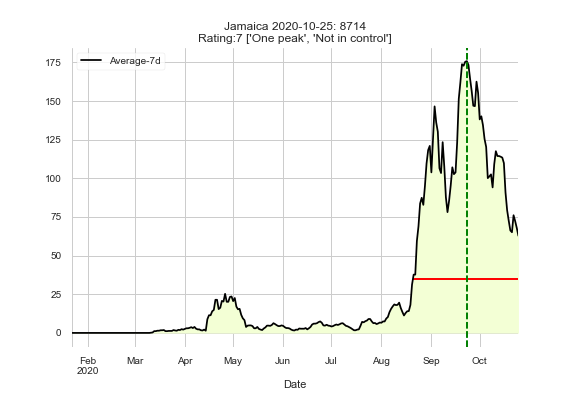 Jamaica 2020-10-25: 8714
Rating:7 ['One peak', 'Not in control']
Average-7d
175
150
125
100
75
50
25
0
Feb Mar Apr May Jun Jul Aug Sep Oct
2020
Date